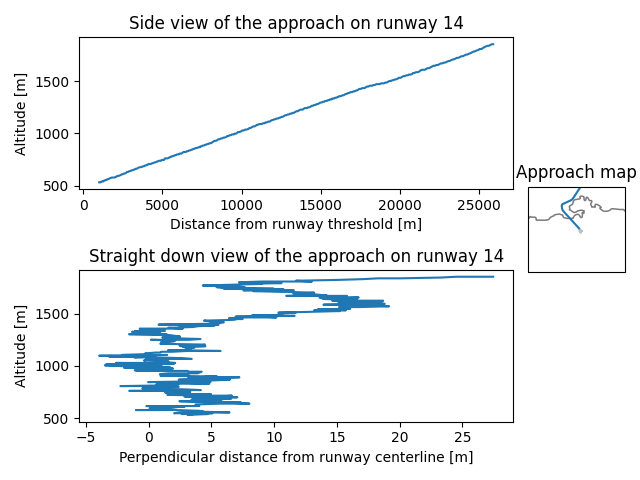 Side view of the approach on runway 14
Altitude [m]
1500
1000
500
0
5000
10000
15000
20000
25000
Distance from runway threshold [m]
Approach map
Straight down view of the approach on runway 14
Altitude [m]
1500
1000
500
−5
0
5
10
15
20
25
Perpendicular distance from runway centerline [m]